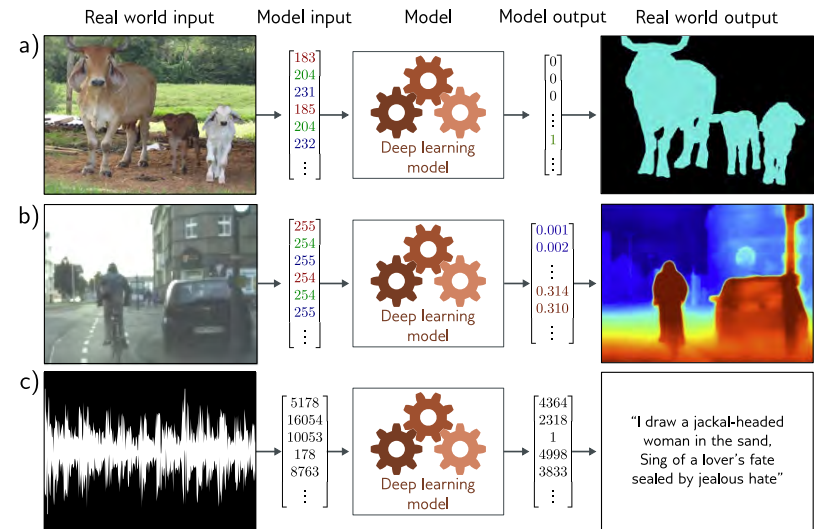 Real world input Model input Model Model output Real world output
a)
183
204
231
185
204
232
⋮
Deep learning
model
0
0
0
⋮
1
⋮
b)
255
254
255
254
254
255
⋮
Deep learning
model
0.001
0.002
⋮
0.314
0.310
⋮
c)
5178
16054
10053
178
8763
⋮
Deep learning
model
4364
2318
1
4998
3833
⋮
“I draw a jackal-headed
woman in the sand,
Sing of a lover’s fate
sealed by jealous hate”